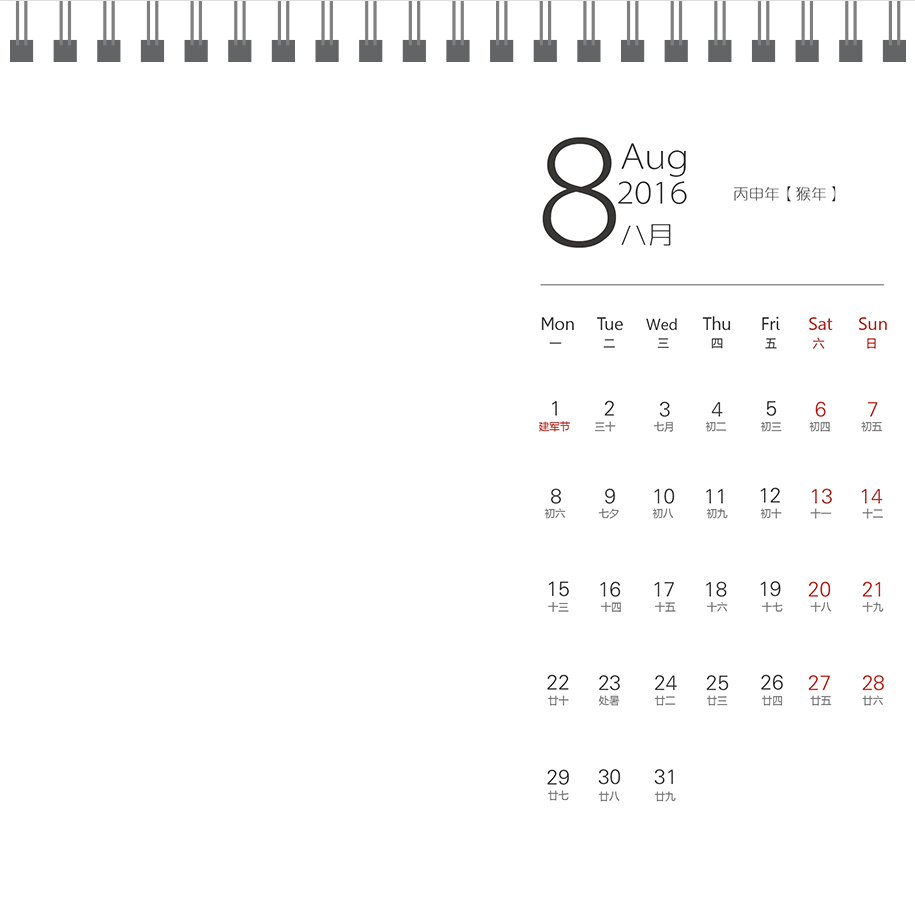 8 Aug
2016 丙申年【猴年】
八月
Mon Tue Wed Thu Fri Sat Sun
一 二 三 四 五 六 日
1 2 3 4 5 6 7
建军节 三十 七月 初二 初三 初四 初五
8 9 10 11 12 13 14
初六 七夕 初八 初九 初十 十一 十二
15 16 17 18 19 20 21
十三 十四 十五 十六 十七 十八 十九
22 23 24 25 26 27 28
廿十 处暑 廿二 廿三 廿四 廿五 廿六
29 30 31
廿七 廿八 廿九